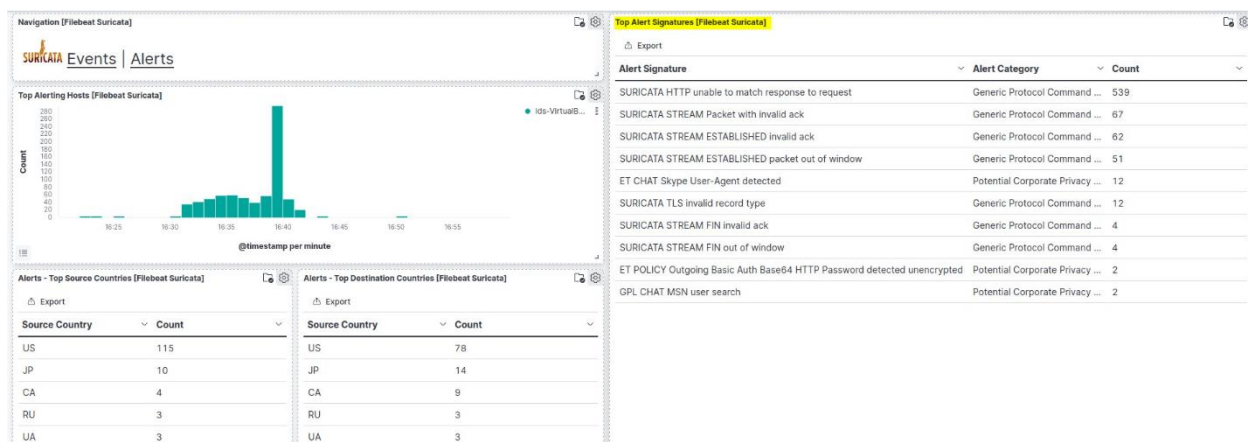 Navigation [Filebeat Suricata]
SURICATA Events | Alerts
Top Alerting Hosts [Filebeat Suricata]
280
260
240
220
200
180
160
140
120
100
80
60
40
20
0
Count
16:25 16:30 16:35 16:40 16:45 16:50 16:55
@timestamp per minute
ids-VirtualB...
Alerts - Top Source Countries [Filebeat Suricata]
Export
Source Country Count
US 115
JP 10
CA 4
RU 3
UA 3
Alerts - Top Destination Countries [Filebeat Suricata]
Export
Source Country Count
US 78
JP 14
CA 9
RU 3
UA 3
Top Alert Signatures [Filebeat Suricata]
Export
Alert Signature Alert Category Count
SURICATA HTTP unable to match response to request Generic Protocol Command ... 539
SURICATA STREAM Packet with invalid ack Generic Protocol Command ... 67
SURICATA STREAM ESTABLISHED invalid ack Generic Protocol Command ... 62
SURICATA STREAM ESTABLISHED packet out of window Generic Protocol Command ... 51
ET CHAT Skype User-Agent detected Potential Corporate Privacy ... 12
SURICATA TLS invalid record type Generic Protocol Command ... 12
SURICATA STREAM FIN invalid ack Generic Protocol Command ... 4
SURICATA STREAM FIN out of window Generic Protocol Command ... 4
ET POLICY Outgoing Basic Auth Base64 HTTP Password detected unencrypted Potential Corporate Privacy ... 2
GPL CHAT MSN user search Potential Corporate Privacy ... 2